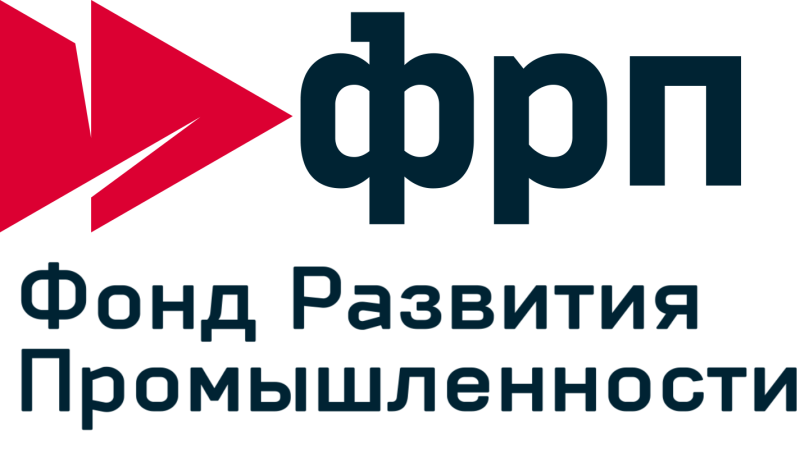 фрп
Фонд Развития
Промышленности